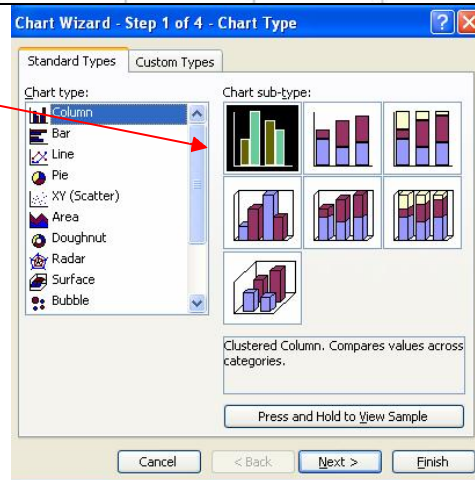 Chart Wizard - Step 1 of 4 - Chart Type
Standard Types
Custom Types
Chart type:
Column
Bar
Line
Pie
XY (Scatter)
Area
Doughnut
Radar
Surface
Bubble
Chart sub-type:
Clustered Column. Compares values across
categories.
Press and Hold to View Sample
Cancel
< Back
Next >
Finish